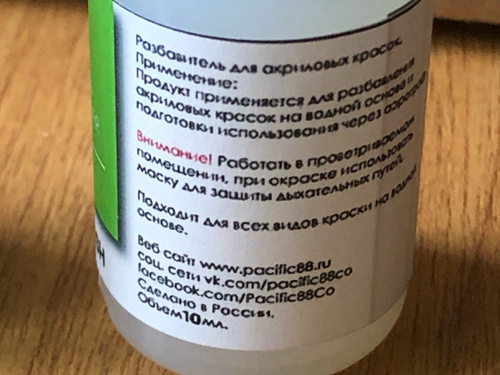 Разбавитель для акриловых красок.
Применение:
Продукт применяется для разбавления
акриловых красок на водной основе и
подготовки использования через аэрограф
Внимание! Работать в проветриваемом
помещении, при окраске использовать
маску для защиты дыхательных путей.
Подходит для всех видов краски на водной
основе.
Веб сайт www.pacific88.ru
соц. сети vk.com/pacific88co
facebook.com/Pacific88Co
Сделано в России.
Объем10мл.